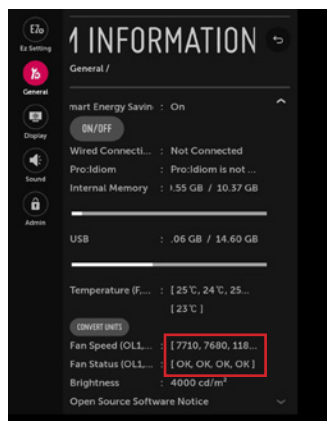 Ez Setting
General
Display
Sound
Admin
M INFORMATION
General /
mart Energy Savin : On
ON/OFF
Wired Connecti... : Not Connected
Pro:Idiom : Pro:Idiom is not ...
Internal Memory : .55 GB / 10.37 GB
USB : .06 GB / 14.60 GB
Temperature (F,... : [ 25℃, 24℃, 25...
[ 23℃ ]
CONVERT UNITS
Fan Speed (OL1,... : [ 7710, 7680, 118...
Fan Status (OL1,... : [ OK, OK, OK, OK ]
Brightness : 4000 cd/m²
Open Source Software Notice